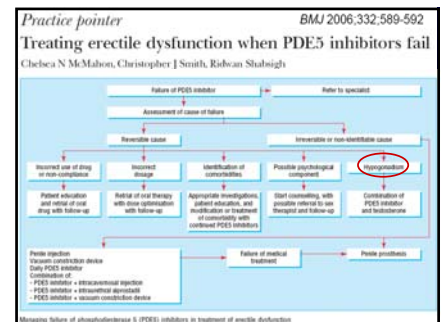 Practice pointer
BMJ 2006;332;589-592
Treating erectile dysfunction when PDE5 inhibitors fail
Chelsea N McMahon, Christopher J Smith, Ridwan Shabsigh
Failure of PDE5 inhibitor
Refer to specialist
Assessment of cause of failure
Reversible cause
Irreversible or non-identifiable cause
Incorrect use of drug
or non-compliance
Incorrect
dosage
Identification of
comorbidities
Possible psychological
component
Hypogonadism
Patient education
and retrial of oral
drug with follow-up
Retrial of oral therapy
with dose optimisation
with follow-up
Appropriate investigations,
patient education, and
modification or treatment
of comorbidity with
continued PDE5 inhibitors
Start counselling, with
possible referral to sex
therapist and follow-up
Combination of
PDE5 inhibitor
and testosterone
Penile injection
Vacuum constriction device
Daily PDE5 inhibitor
Combination of:
- PDE5 inhibitor + intracavernosal injection
- PDE5 inhibitor + intraurethral alprostadil
- PDE5 inhibitor + vacuum constriction device
Failure of medical
treatment
Penile prosthesis
Managing failure of phosphodiesterase 5 (PDE5) inhibitors in treatment of erectile dysfunction